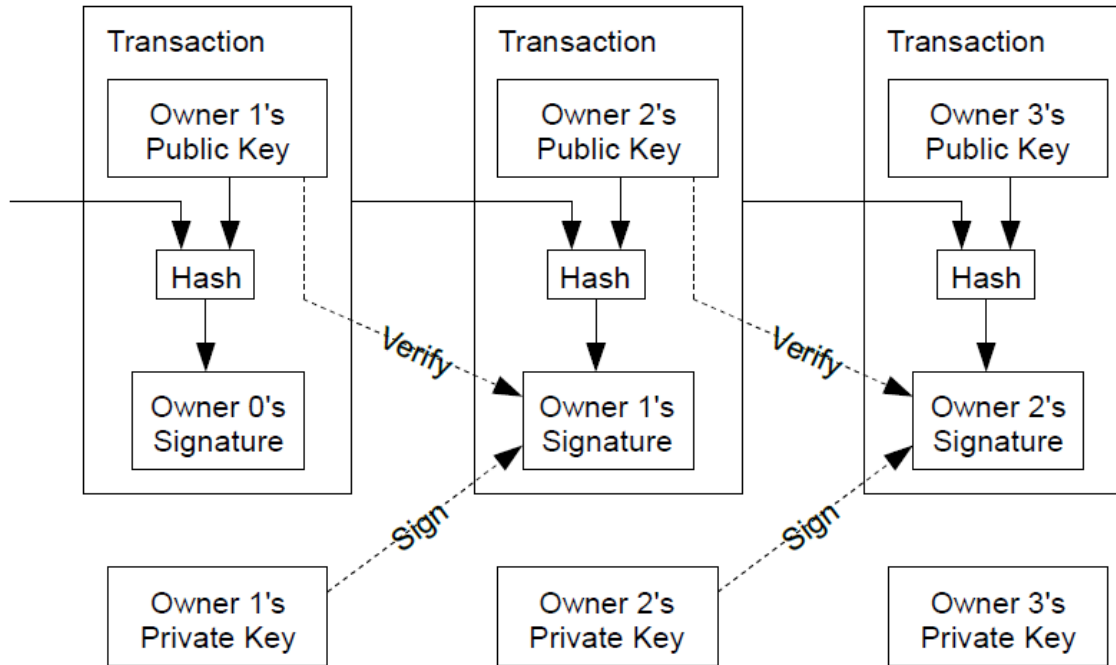 Transaction
Transaction
Transaction
Owner 1's
Public Key
Owner 2's
Public Key
Owner 3's
Public Key
Hash
Hash
Hash
Verify
Verify
Owner 0's
Signature
Owner 1's
Signature
Owner 2's
Signature
Sign
Sign
Owner 1's
Private Key
Owner 2's
Private Key
Owner 3's
Private Key